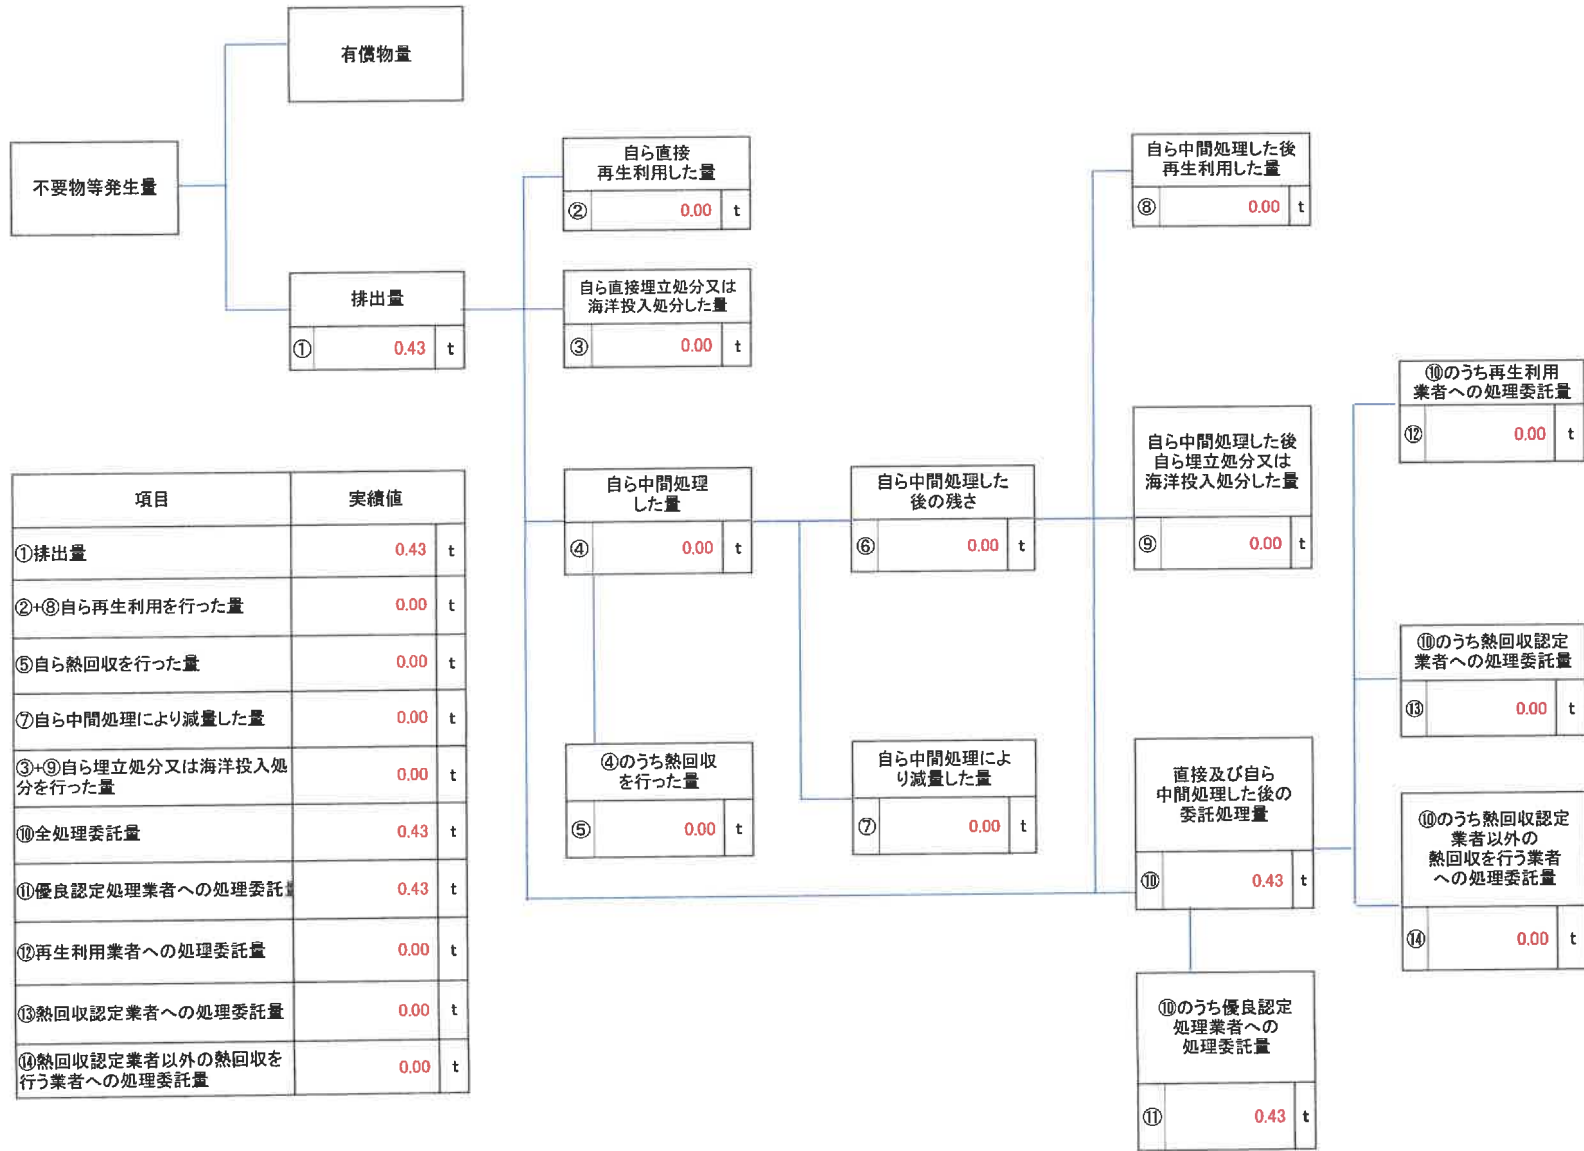 有償物量
不要物等発生量
排出量
① 0.43 t
自ら直接
再生利用した量
② 0.00 t
自ら直接埋立処分又は
海洋投入処分した量
③ 0.00 t
自ら中間処理
した量
④ 0.00 t
④のうち熱回収
を行った量
⑤ 0.00 t
自ら中間処理した
後の残さ
⑥ 0.00 t
自ら中間処理によ
り減量した量
⑦ 0.00 t
自ら中間処理した後
再生利用した量
⑧ 0.00 t
自ら中間処理した後
自ら埋立処分又は
海洋投入処分した量
⑨ 0.00 t
直接及び自ら
中間処理した後の
委託処理量
⑩ 0.43 t
⑩のうち優良認定
処理業者への
処理委託量
⑪ 0.43 t
⑩のうち再生利用
業者への処理委託量
⑫ 0.00 t
⑩のうち熱回収認定
業者への処理委託量
⑬ 0.00 t
⑩のうち熱回収認定
業者以外の
熱回収を行う業者
への処理委託量
⑭ 0.00 t
項目 実績値
①排出量 0.43 t
②+⑧自ら再生利用を行った量 0.00 t
⑤自ら熱回収を行った量 0.00 t
⑦自ら中間処理により減量した量 0.00 t
③+⑨自ら埋立処分又は海洋投入処
分を行った量 0.00 t
⑩全処理委託量 0.43 t
⑪優良認定処理業者への処理委託 0.43 t
⑫再生利用業者への処理委託量 0.00 t
⑬熱回収認定業者への処理委託量 0.00 t
⑭熱回収認定業者以外の熱回収を
行う業者への処理委託量 0.00 t